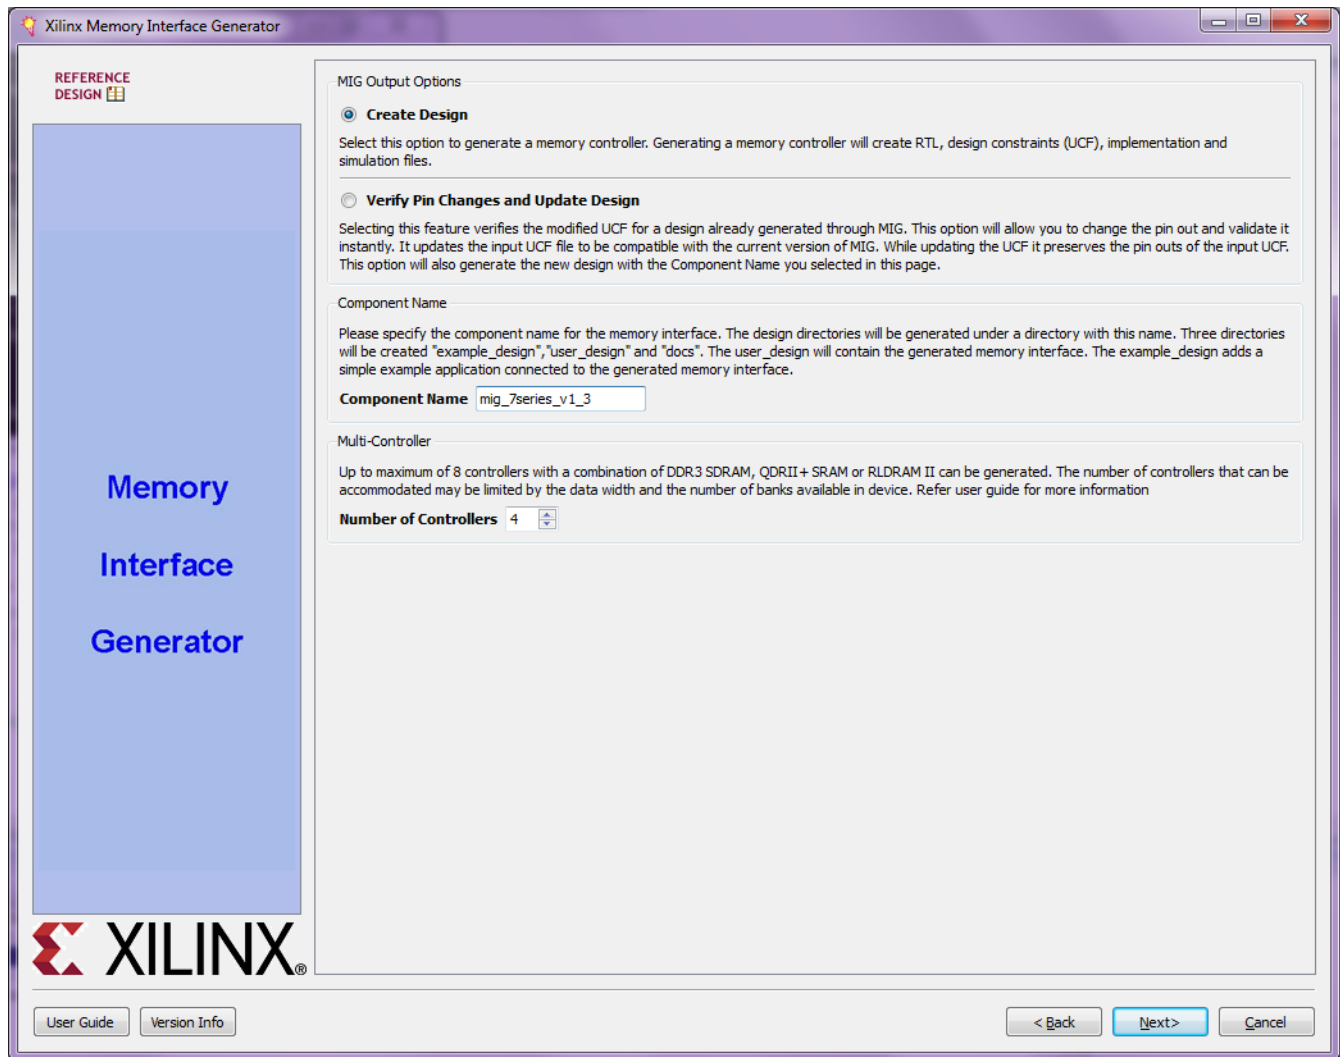 Xilinx Memory Interface Generator
REFERENCE
DESIGN
Memory
Interface
Generator
XILINX®
MIG Output Options
Create Design
Select this option to generate a memory controller. Generating a memory controller will create RTL, design constraints (UCF), implementation and
simulation files.
Verify Pin Changes and Update Design
Selecting this feature verifies the modified UCF for a design already generated through MIG. This option will allow you to change the pin out and validate it
instantly. It updates the input UCF file to be compatible with the current version of MIG. While updating the UCF it preserves the pin outs of the input UCF.
This option will also generate the new design with the Component Name you selected in this page.
Component Name
Please specify the component name for the memory interface. The design directories will be generated under a directory with this name. Three directories
will be created "example_design","user_design" and "docs". The user_design will contain the generated memory interface. The example_design adds a
simple example application connected to the generated memory interface.
Component Name mig_7series_v1_3
Multi-Controller
Up to maximum of 8 controllers with a combination of DDR3 SDRAM, QDRII+ SRAM or RLDRAM II can be generated. The number of controllers that can be
accommodated may be limited by the data width and the number of banks available in device. Refer user guide for more information
Number of Controllers 4
User Guide Version Info < Back Next> Cancel